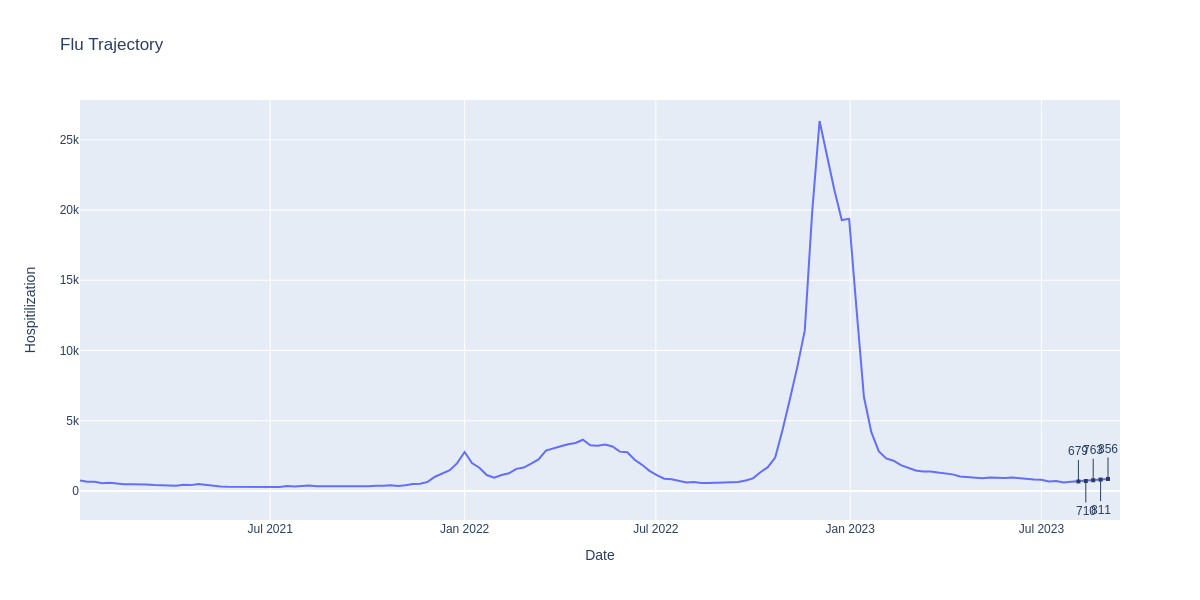 Flu Trajectory
25k
20k
15k
10k
5k
0
Hospitilization
679
763
856
710
811
Jul 2021
Jan 2022
Jul 2022
Jan 2023
Jul 2023
Date